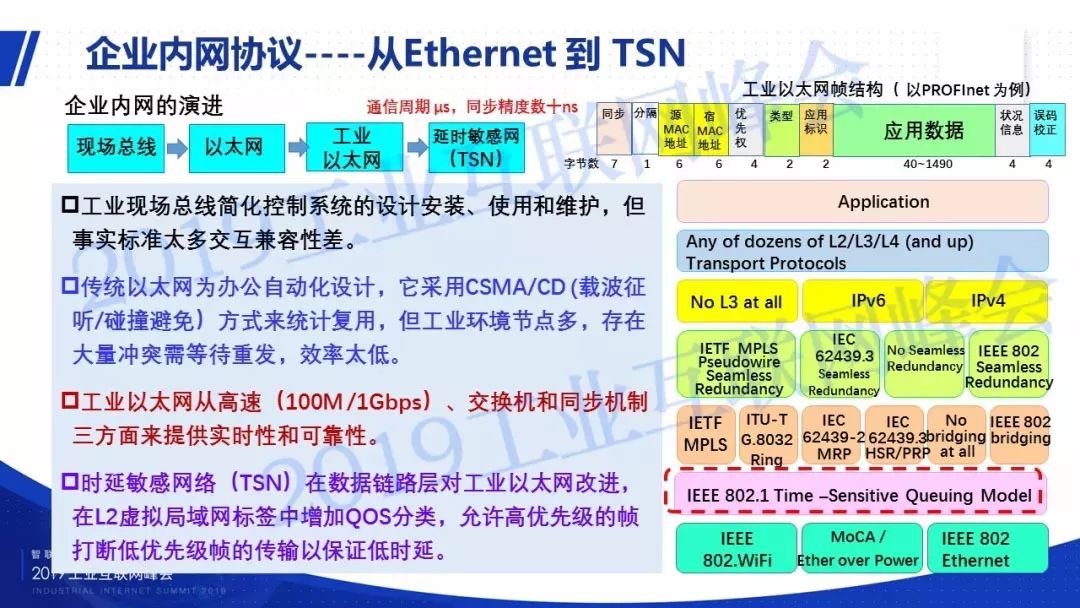 企业内网协议----从Ethernet 到 TSN
企业内网的演进
通信周期 μs，同步精度数十ns
现场总线
以太网
工业
以太网
延时敏感网
（TSN）
工业以太网帧结构（ 以PROFInet 为例）
同步
分隔
源
MAC
地址
宿
MAC
地址
优
先
权
类型
应用
标识
应用数据
状况
信息
误码
校正
字节数 7 1 6 6 4 2 2 40~1490 4 4
工业现场总线简化控制系统的设计安装、使用和维护，但
事实标准太多交互兼容性差。
传统以太网为办公自动化设计，它采用CSMA/CD (载波征
听/碰撞避免）方式来统计复用，但工业环境节点多，存在
大量冲突需等待重发，效率太低。
工业以太网从高速（100M /1Gbps）、交换机和同步机制
三方面来提供实时性和可靠性。
时延敏感网络（TSN）在数据链路层对工业以太网改进，
在L2虚拟局域网标签中增加QOS分类，允许高优先级的帧
打断低优先级帧的传输以保证低时延。
Application
Any of dozens of L2/L3/L4 (and up)
Transport Protocols
No L3 at all
IPv6
IPv4
IETF MPLS
Pseudowire
Seamless
Redundancy
IEC
62439.3
Seamless
Redundancy
No Seamless
Redundancy
IEEE 802
Seamless
Redundancy
IETF
MPLS
ITU-T
G.8032
Ring
IEC
62439-2
MRP
IEC
62439.3
HSR/PRP
No
bridging
at all
IEEE 802
bridging
IEEE 802.1 Time –Sensitive Queuing Model
IEEE
802.WiFi
MoCA /
Ether over Power
IEEE 802
Ethernet
2019工业互联网峰会
2019工业互联网峰会
智联
2019 工业互联网峰会
INDUSTRIAL INTERNET SUMMIT 2019